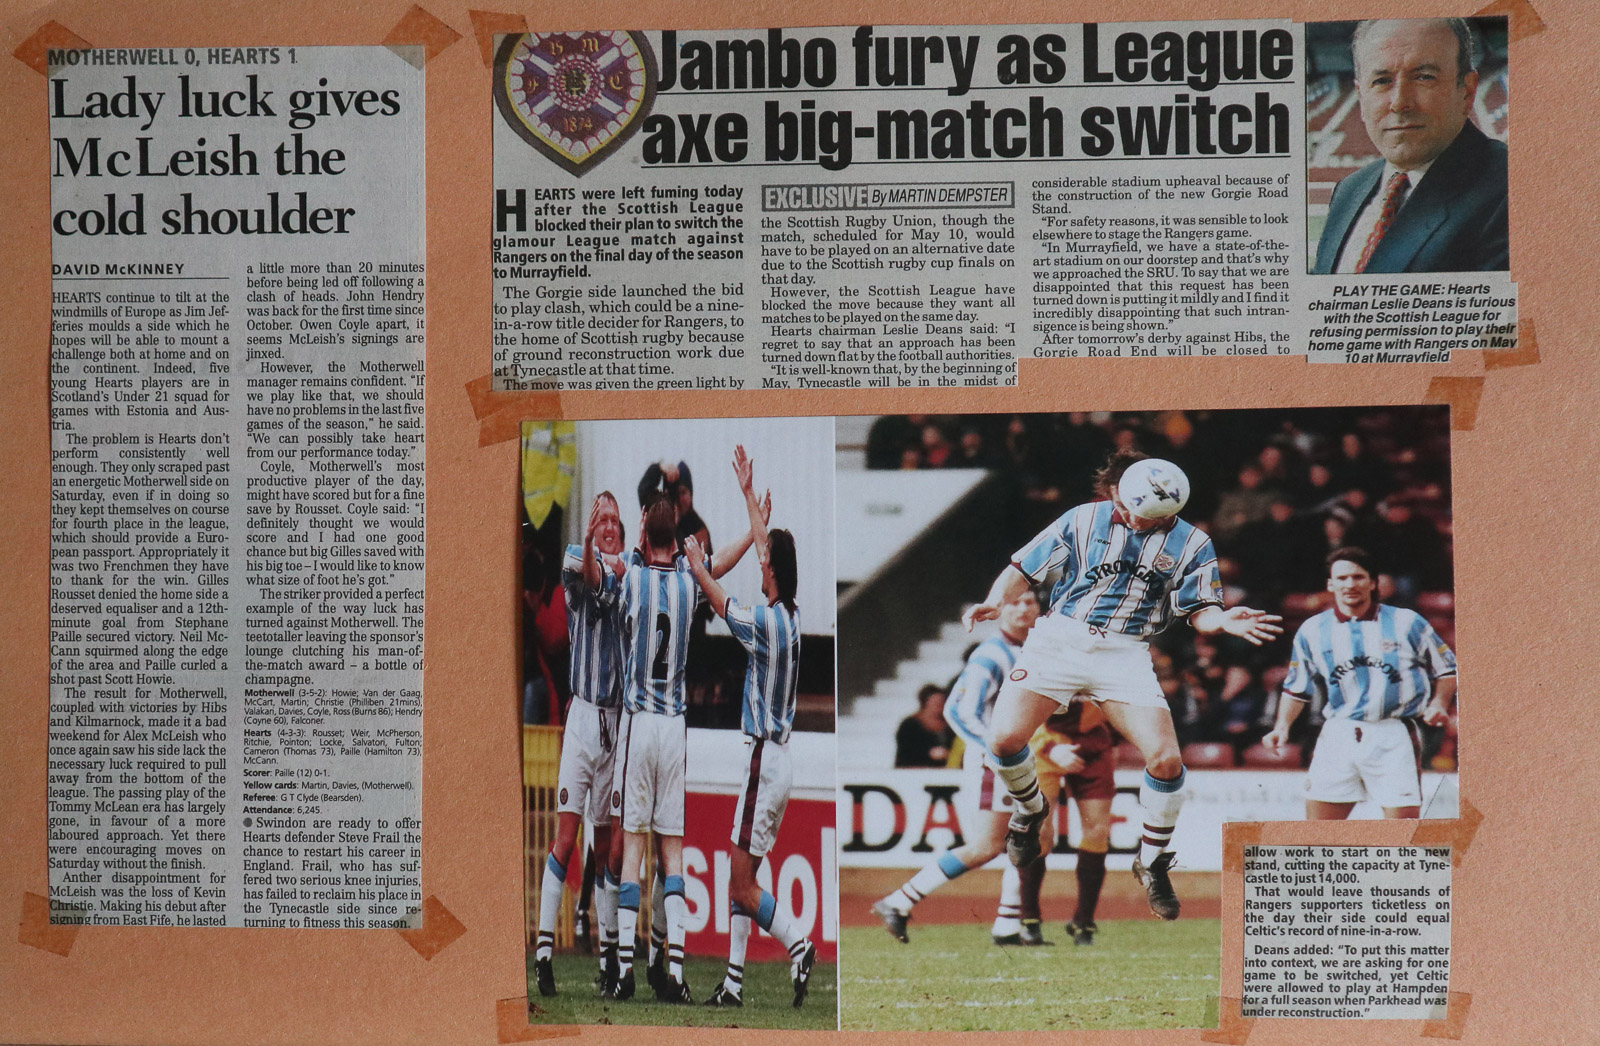 MOTHERWELL 0, HEARTS 1
Lady luck gives
McLeish the
cold shoulder
DAVID McKINNEY
HEARTS continue to tilt at the
windmills of Europe as Jim Jef-
feries moulds a side which he
hopes will be able to mount a
challenge both at home and on
the continent. Indeed, five
young Hearts players are in
Scotland's Under 21 squad for
games with Estonia and Aus-
tria.
The problem is Hearts don't
perform consistently well
enough. They only scraped past
an energetic Motherwell side on
Saturday, even if in doing so
they kept themselves on course
for fourth place in the league,
which should provide a Euro-
pean passport. Appropriately it
was two Frenchmen they have
to thank for the win. Gilles
Rousset denied the home side a
deserved equaliser and a 12th-
minute goal from Stephane
Paille secured victory. Neil Mc-
Cann squirmed along the edge
of the area and Paille curled a
shot past Scott Howie.
The result for Motherwell,
coupled with victories by Hibs
and Kilmarnock, made it a bad
weekend for Alex McLeish who
once again saw his side lack the
necessary luck required to pull
away from the bottom of the
league. The passing play of the
Tommy McLean era has largely
gone, in favour of a more
laboured approach. Yet there
were encouraging moves on
Saturday without the finish.
Anther disappointment for
McLeish was the loss of Kevin
Christie. Making his debut after
signing from East Fife, he lasted
a little more than 20 minutes
before being led off following a
clash of heads. John Hendry
was back for the first time since
October. Owen Coyle apart, it
seems McLeish's signings are
jinxed.
However, the Motherwell
manager remains confident. "If
we play like that, we should
have no problems in the last five
games of the season," he said.
"We can possibly take heart
from our performance today."
Coyle, Motherwell's most
productive player of the day,
might have scored but for a fine
save by Rousset. Coyle said: "I
definitely thought we would
score and I had one good
chance but big Gilles saved with
his big toe – I would like to know
what size of foot he's got."
The striker provided a perfect
example of the way luck has
turned against Motherwell. The
teetotaller leaving the sponsor's
lounge clutching his man-of-
the-match award – a bottle of
champagne.
Motherwell (3-5-2): Howie; Van der Gaag,
McCart, Martin; Christie (Philliben 21mins),
Valakari, Davies, Coyle, Ross (Burns 86); Hendry
(Coyne 60), Falconer.
Hearts (4-3-3): Rousset; Weir, McPherson,
Ritchie, Pointon; Locke, Salvatori, Fulton;
Cameron (Thomas 73), Paille (Hamilton 73),
McCann.
Scorer: Paille (12) 0-1.
Yellow cards: Martin, Davies, (Motherwell).
Referee: G T Clyde (Bearsden).
Attendance: 6,245.
● Swindon are ready to offer
Hearts defender Steve Frail the
chance to restart his career in
England. Frail, who has suf-
fered two serious knee injuries,
has failed to reclaim his place in
the Tynecastle side since re-
turning to fitness this season.
H M
F C
1874
Jambo fury as League
axe big-match switch
HEARTS were left fuming today
after the Scottish League
blocked their plan to switch the
glamour League match against
Rangers on the final day of the season
to Murrayfield.
The Gorgie side launched the bid
to play clash, which could be a nine-
in-a-row title decider for Rangers, to
the home of Scottish rugby because
of ground reconstruction work due
at Tynecastle at that time.
The move was given the green light by
EXCLUSIVE By MARTIN DEMPSTER
the Scottish Rugby Union, though the
match, scheduled for May 10, would
have to be played on an alternative date
due to the Scottish rugby cup finals on
that day.
However, the Scottish League have
blocked the move because they want all
matches to be played on the same day.
Hearts chairman Leslie Deans said: "I
regret to say that an approach has been
turned down flat by the football authorities.
"It is well-known that, by the beginning of
May, Tynecastle will be in the midst of
considerable stadium upheaval because of
the construction of the new Gorgie Road
Stand.
"For safety reasons, it was sensible to look
elsewhere to stage the Rangers game.
"In Murrayfield, we have a state-of-the-
art stadium on our doorstep and that's why
we approached the SRU. To say that we are
disappointed that this request has been
turned down is putting it mildly and I find it
incredibly disappointing that such intran-
sigence is being shown."
After tomorrow's derby against Hibs, the
Gorgie Road End will be closed to
PLAY THE GAME: Hearts
chairman Leslie Deans is furious
with the Scottish League for
refusing permission to play their
home game with Rangers on May
10 at Murrayfield
2
STRONGBO
STRONGBOW
allow work to start on the new
stand, cutting the capacity at Tyne-
castle to just 14,000.
That would leave thousands of
Rangers supporters ticketless on
the day their side could equal
Celtic's record of nine-in-a-row.
Deans added: "To put this matter
into context, we are asking for one
game to be switched, yet Celtic
were allowed to play at Hampden
for a full season when Parkhead was
under reconstruction."